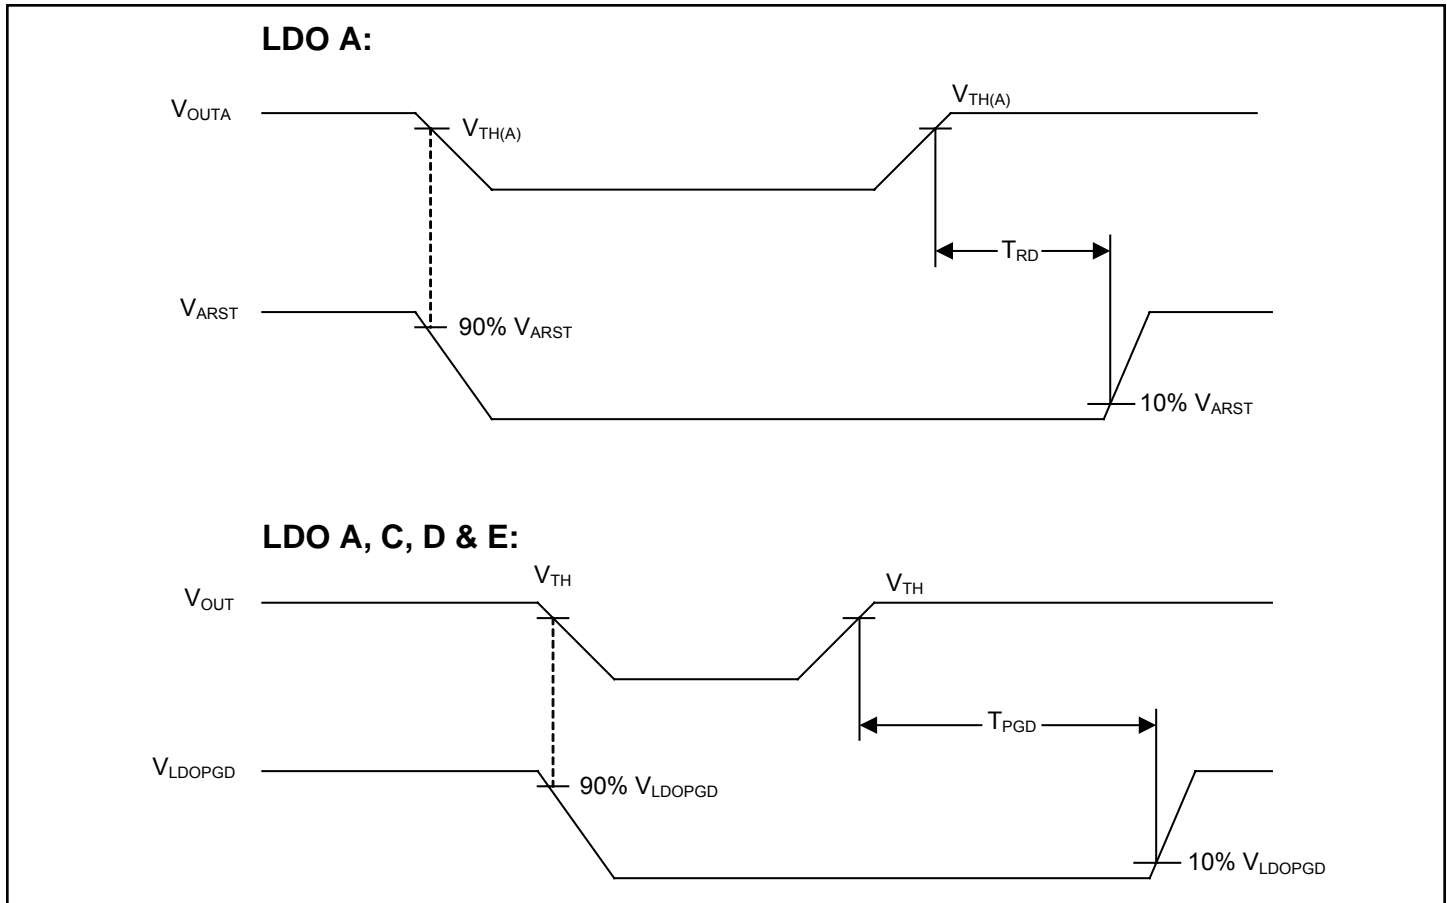 LDO A:
V_TH(A)
V_OUTA
V_TH(A)
T_RD
V_ARST
90% V_ARST
10% V_ARST
LDO A, C, D & E:
V_TH
V_TH
V_OUT
T_PGD
V_LDOPGD
90% V_LDOPGD
10% V_LDOPGD